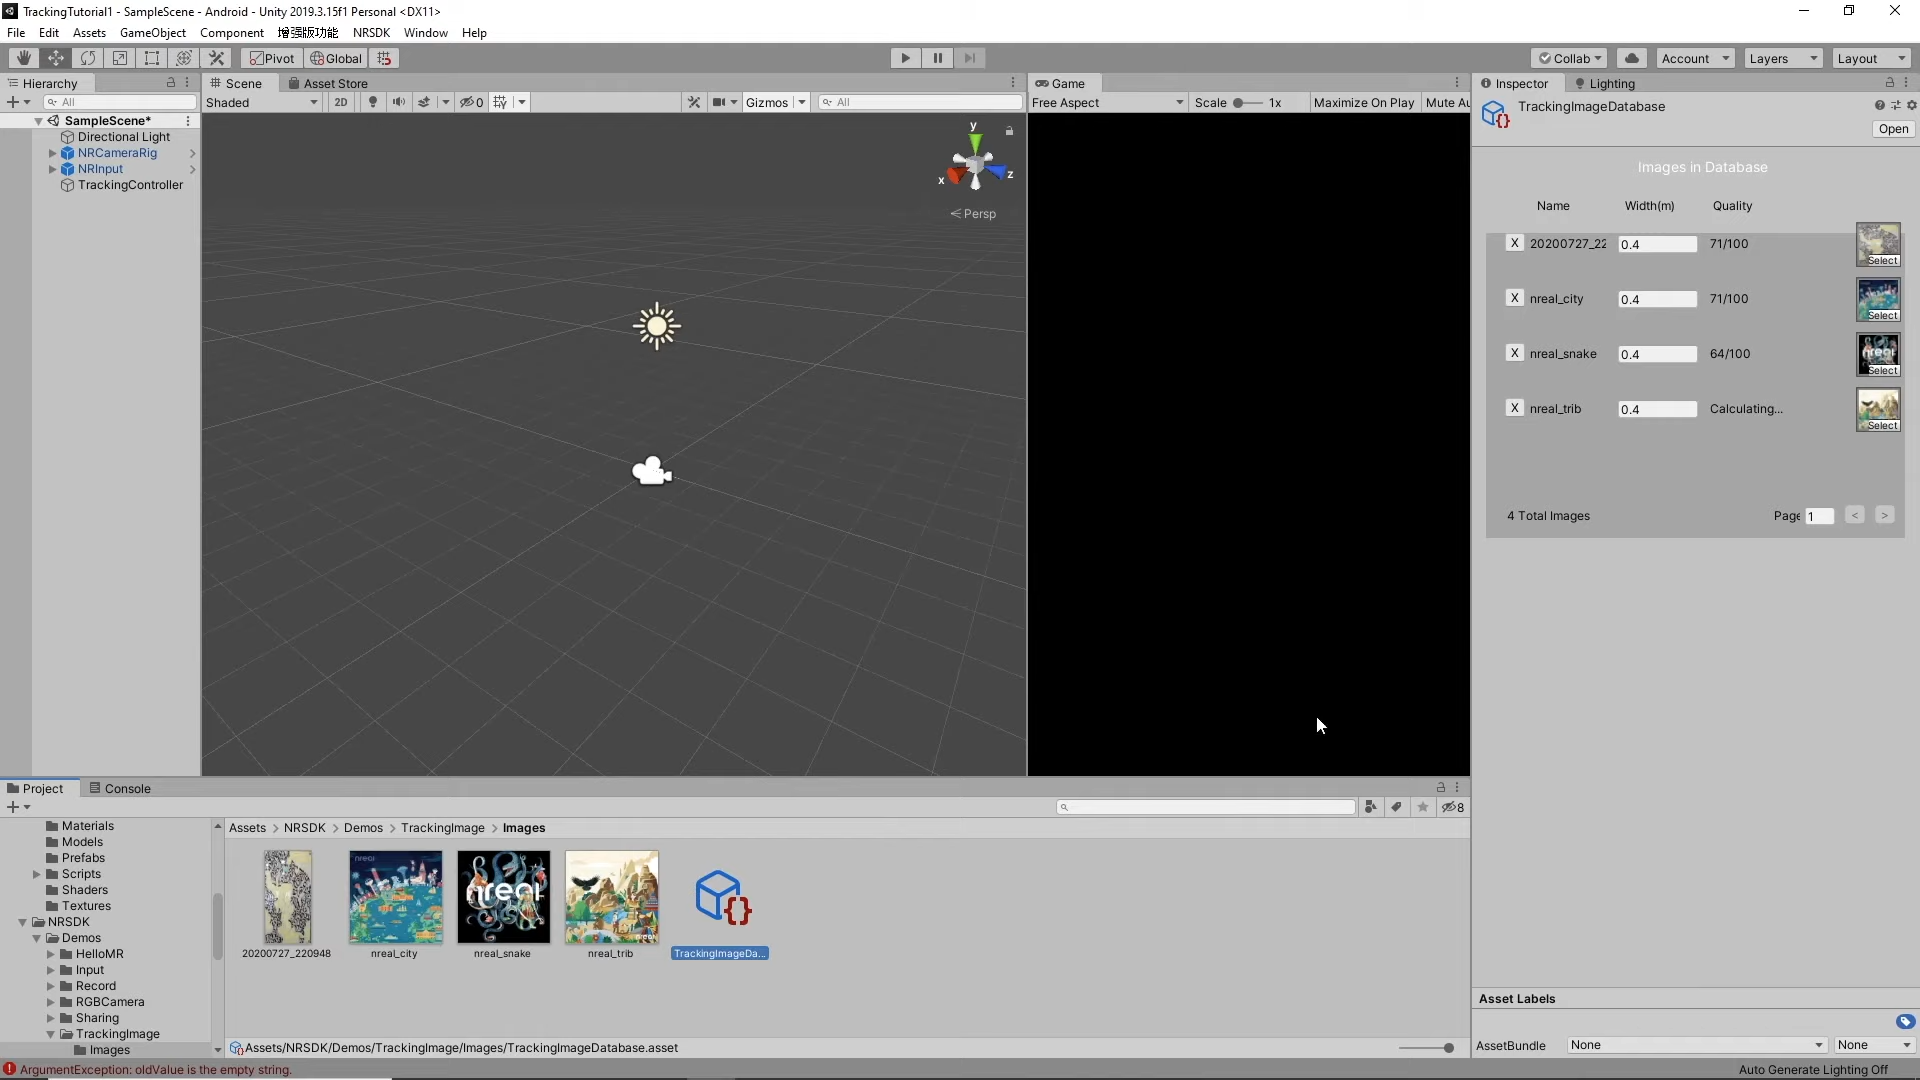 TrackingTutorial1 - SampleScene - Android - Unity 2019.3.15f1 Personal <DX11>
File Edit Assets GameObject Component 增强版功能 NRSDK Window Help
Pivot Global Collab Account Layers Layout
Hierarchy Scene Asset Store Game Inspector Lighting
All Shaded 2D 0 Gizmos All Free Aspect Scale 1x Maximize On Play Mute Au
TrackingImageDatabase
Open
SampleScene*
Directional Light
NRCameraRig
NRInput
TrackingController
y
x
z
Persp
Images in Database
Name Width(m) Quality
X 20200727_22 0.4 71/100 Select
X nreal_city 0.4 71/100 Select
X nreal_snake 0.4 64/100 Select
X nreal_trib 0.4 Calculating... Select
4 Total Images Page 1 < >
Project Console
8
Materials
Models
Prefabs
Scripts
Shaders
Textures
NRSDK
Demos
HelloMR
Input
Record
RGBCamera
Sharing
TrackingImage
Images
Assets > NRSDK > Demos > TrackingImage > Images
nreal
nreal
20200727_220948 nreal_city nreal_snake nreal_trib TrackingImageDa...
Assets/NRSDK/Demos/TrackingImage/Images/TrackingImageDatabase.asset
Asset Labels
AssetBundle None None
ArgumentException: oldValue is the empty string.
Auto Generate Lighting Off